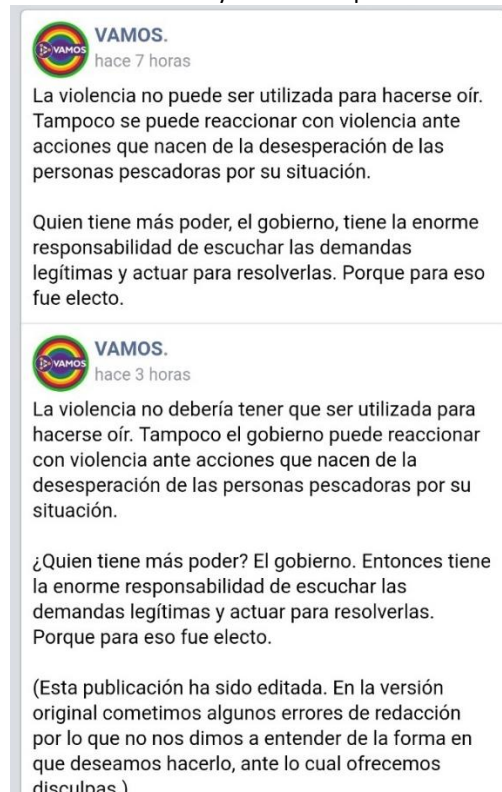 VAMOS.
VAMOS
hace 7 horas
La violencia no puede ser utilizada para hacerse oír.
Tampoco se puede reaccionar con violencia ante
acciones que nacen de la desesperación de las
personas pescadoras por su situación.
Quien tiene más poder, el gobierno, tiene la enorme
responsabilidad de escuchar las demandas
legítimas y actuar para resolverlas. Porque para eso
fue electo.
VAMOS.
VAMOS
hace 3 horas
La violencia no debería tener que ser utilizada para
hacerse oír. Tampoco el gobierno puede reaccionar
con violencia ante acciones que nacen de la
desesperación de las personas pescadoras por su
situación.
¿Quien tiene más poder? El gobierno. Entonces tiene
la enorme responsabilidad de escuchar las
demandas legítimas y actuar para resolverlas.
Porque para eso fue electo.
(Esta publicación ha sido editada. En la versión
original cometimos algunos errores de redacción
por lo que no nos dimos a entender de la forma en
que deseamos hacerlo, ante lo cual ofrecemos
disculpas.)